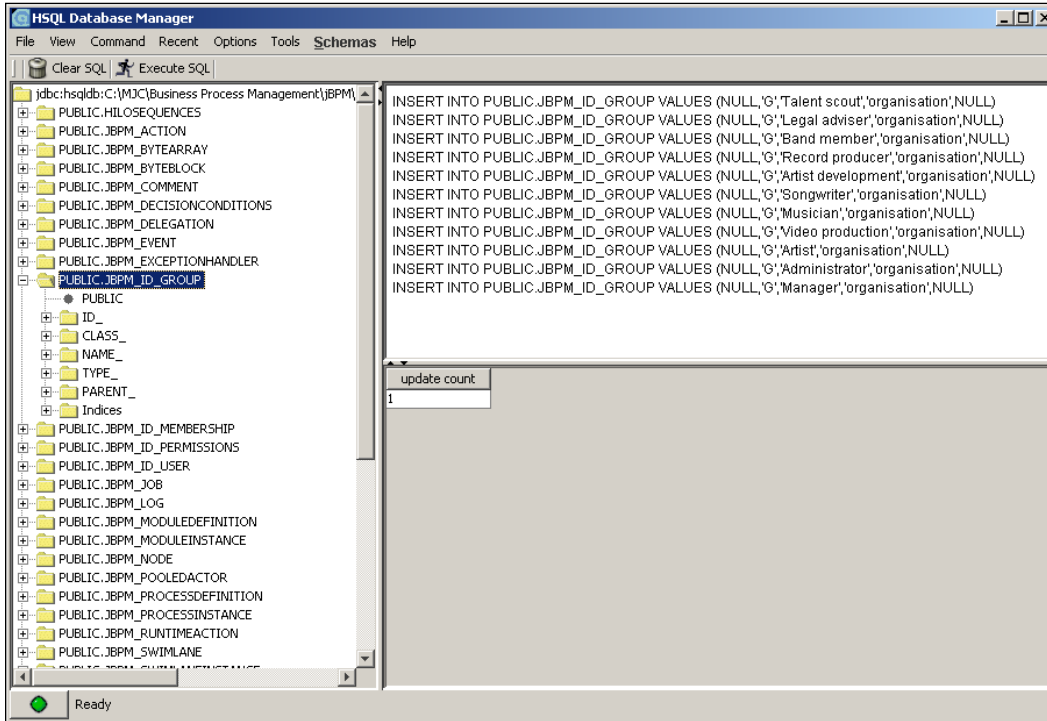 HSQL Database Manager
File View Command Recent Options Tools Schemas Help
Clear SQL Execute SQL
jdbc:hsqldb:C:\MJC\Business Process Management\jBPM\
PUBLIC.HILOSEQUENCES
PUBLIC.JBPM_ACTION
PUBLIC.JBPM_BYTEARRAY
PUBLIC.JBPM_BYTEBLOCK
PUBLIC.JBPM_COMMENT
PUBLIC.JBPM_DECISIONCONDITIONS
PUBLIC.JBPM_DELEGATION
PUBLIC.JBPM_EVENT
PUBLIC.JBPM_EXCEPTIONHANDLER
PUBLIC.JBPM_ID_GROUP
PUBLIC
ID_
CLASS_
NAME_
TYPE_
PARENT_
Indices
PUBLIC.JBPM_ID_MEMBERSHIP
PUBLIC.JBPM_ID_PERMISSIONS
PUBLIC.JBPM_ID_USER
PUBLIC.JBPM_JOB
PUBLIC.JBPM_LOG
PUBLIC.JBPM_MODULEDEFINITION
PUBLIC.JBPM_MODULEINSTANCE
PUBLIC.JBPM_NODE
PUBLIC.JBPM_POOLEDACTOR
PUBLIC.JBPM_PROCESSDEFINITION
PUBLIC.JBPM_PROCESSINSTANCE
PUBLIC.JBPM_RUNTIMEACTION
PUBLIC.JBPM_SWIMLANE
INSERT INTO PUBLIC.JBPM_ID_GROUP VALUES (NULL,'G','Talent scout','organisation',NULL)
INSERT INTO PUBLIC.JBPM_ID_GROUP VALUES (NULL,'G','Legal adviser','organisation',NULL)
INSERT INTO PUBLIC.JBPM_ID_GROUP VALUES (NULL,'G','Band member','organisation',NULL)
INSERT INTO PUBLIC.JBPM_ID_GROUP VALUES (NULL,'G','Record producer','organisation',NULL)
INSERT INTO PUBLIC.JBPM_ID_GROUP VALUES (NULL,'G','Artist development','organisation',NULL)
INSERT INTO PUBLIC.JBPM_ID_GROUP VALUES (NULL,'G','Songwriter','organisation',NULL)
INSERT INTO PUBLIC.JBPM_ID_GROUP VALUES (NULL,'G','Musician','organisation',NULL)
INSERT INTO PUBLIC.JBPM_ID_GROUP VALUES (NULL,'G','Video production','organisation',NULL)
INSERT INTO PUBLIC.JBPM_ID_GROUP VALUES (NULL,'G','Artist','organisation',NULL)
INSERT INTO PUBLIC.JBPM_ID_GROUP VALUES (NULL,'G','Administrator','organisation',NULL)
INSERT INTO PUBLIC.JBPM_ID_GROUP VALUES (NULL,'G','Manager','organisation',NULL)
update count
1
Ready